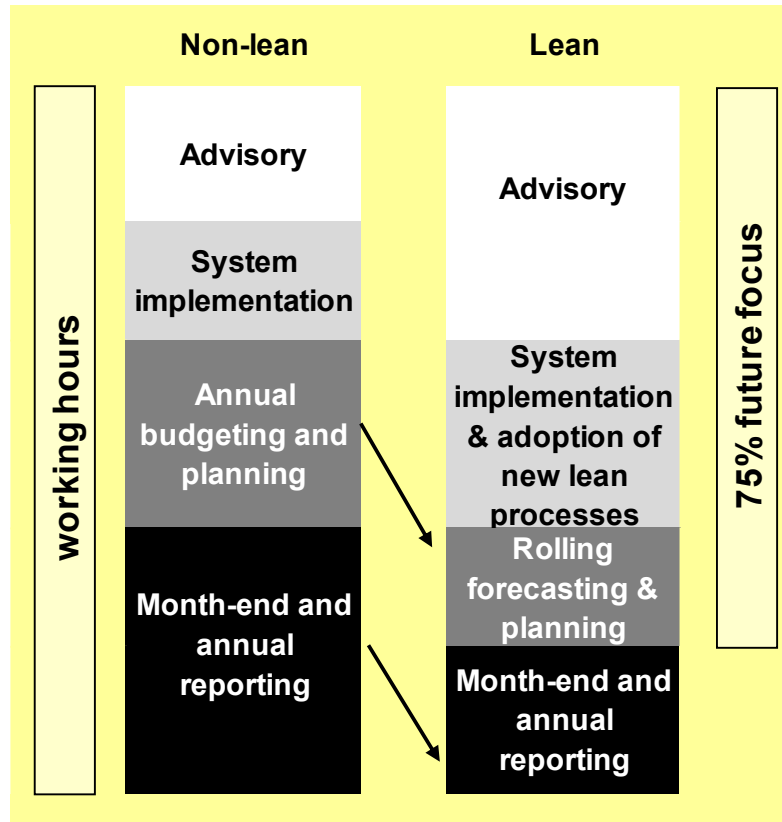 Non-lean
Lean
working hours
Advisory
System
implementation
Annual
budgeting and
planning
Month-end and
annual
reporting
Advisory
System
implementation
& adoption of
new lean
processes
Rolling
forecasting &
planning
Month-end and
annual
reporting
75% future focus